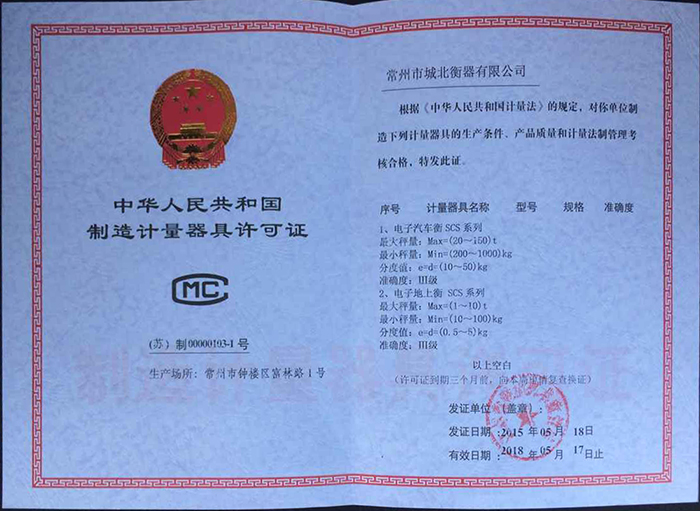 中华人民共和国
制造计量器具许可证
CMC
(苏)制00000103-1号
生产场所:常州市钟楼区富林路1号
常州市城北衡器有限公司
根据《中华人民共和国计量法》的规定,对你单位制
造下列计量器具的生产条件、产品质量和计量法制管理考
核合格,特发此证。
序号 计量器具名称 型号 规格 准确度
1、电子汽车衡 SCS 系列
最大秤量:Max=(20~150)t
最小秤量:Min=(200~1000)kg
分度值:e=d=(10~50)kg
准确度:Ⅲ级
2、电子地上衡 SCS 系列
最大秤量:Max=(1~10)t
最小秤量:Min=(10~100)kg
分度值:e=d=(0.5~5)kg
准确度:Ⅲ级
以上空白
(许可证到期三个月前,向本局申请复查换证)
发证单位(盖章):
发证日期:2015 年 05 月 18日
有效日期:2018 年 05 月 17日止